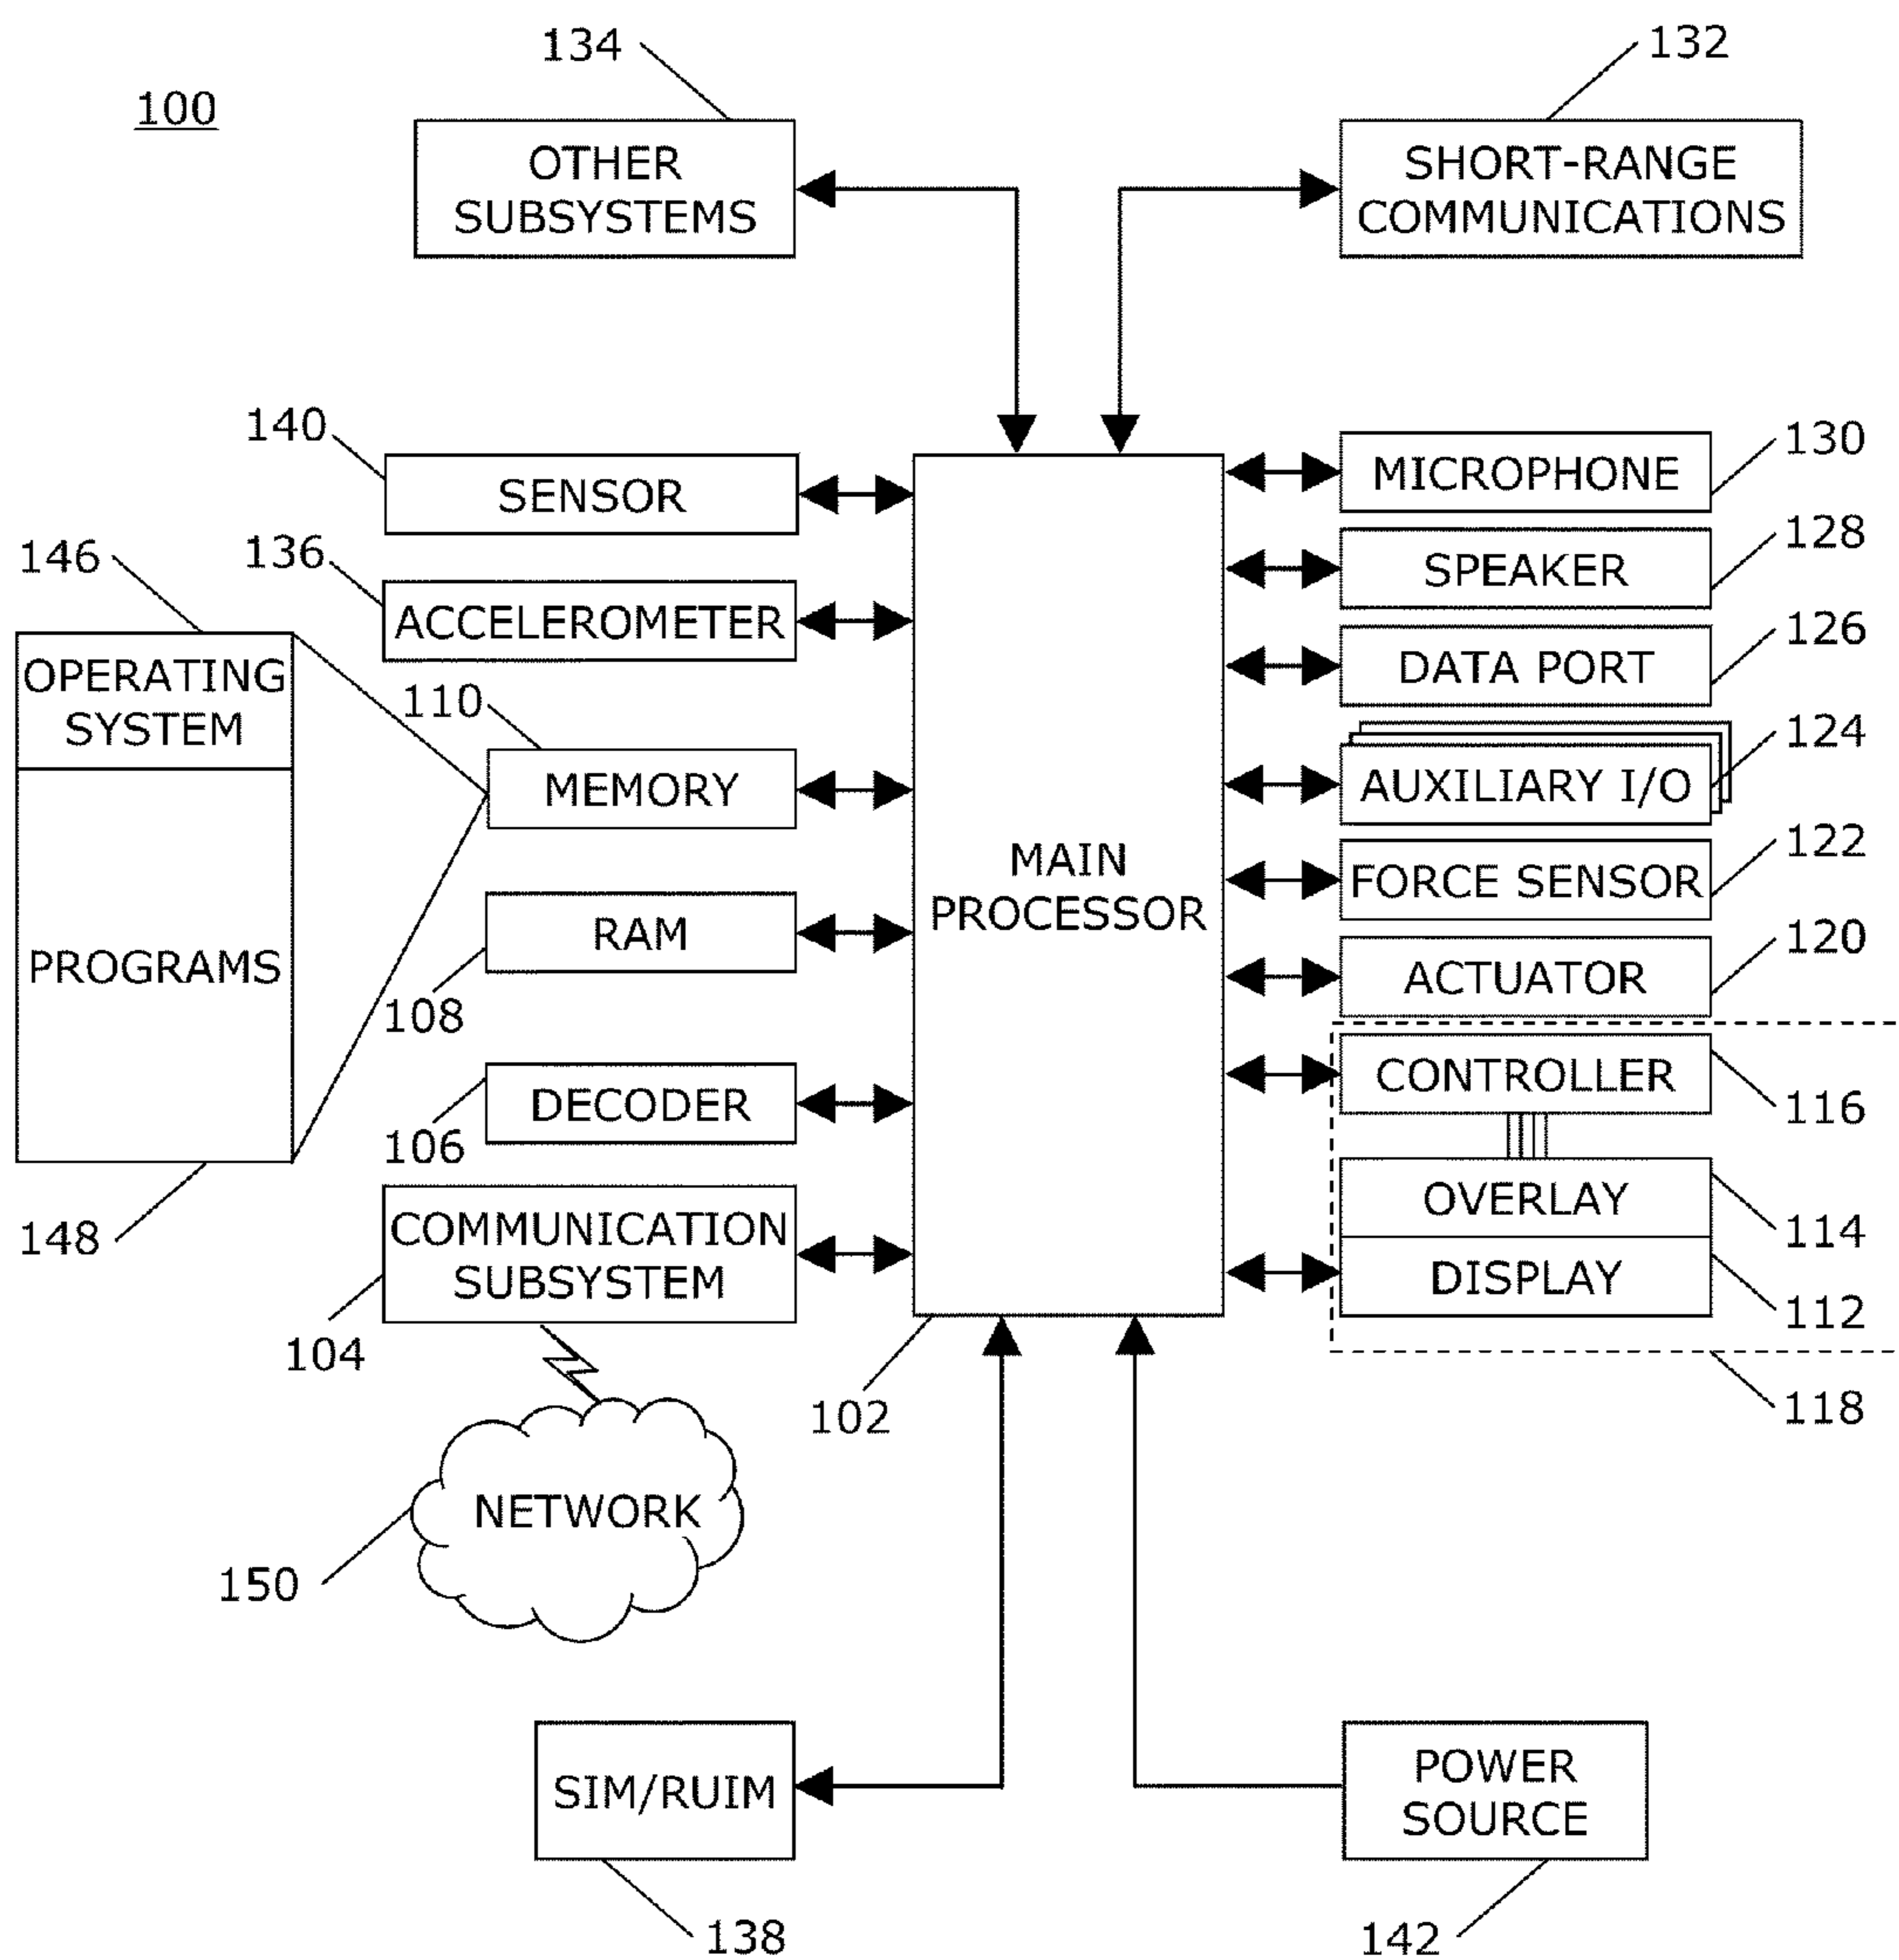 134
132
100
OTHER
SUBSYSTEMS
SHORT-RANGE
COMMUNICATIONS
140
SENSOR
MICROPHONE
130
146
136
ACCELEROMETER
SPEAKER
128
OPERATING
SYSTEM
110
DATA PORT
126
MEMORY
AUXILIARY I/O
124
MAIN
PROCESSOR
FORCE SENSOR
122
PROGRAMS
RAM
108
ACTUATOR
120
DECODER
106
CONTROLLER
116
148
COMMUNICATION
SUBSYSTEM
104
OVERLAY
114
DISPLAY
112
102
118
NETWORK
150
SIM/RUIM
POWER
SOURCE
138
142